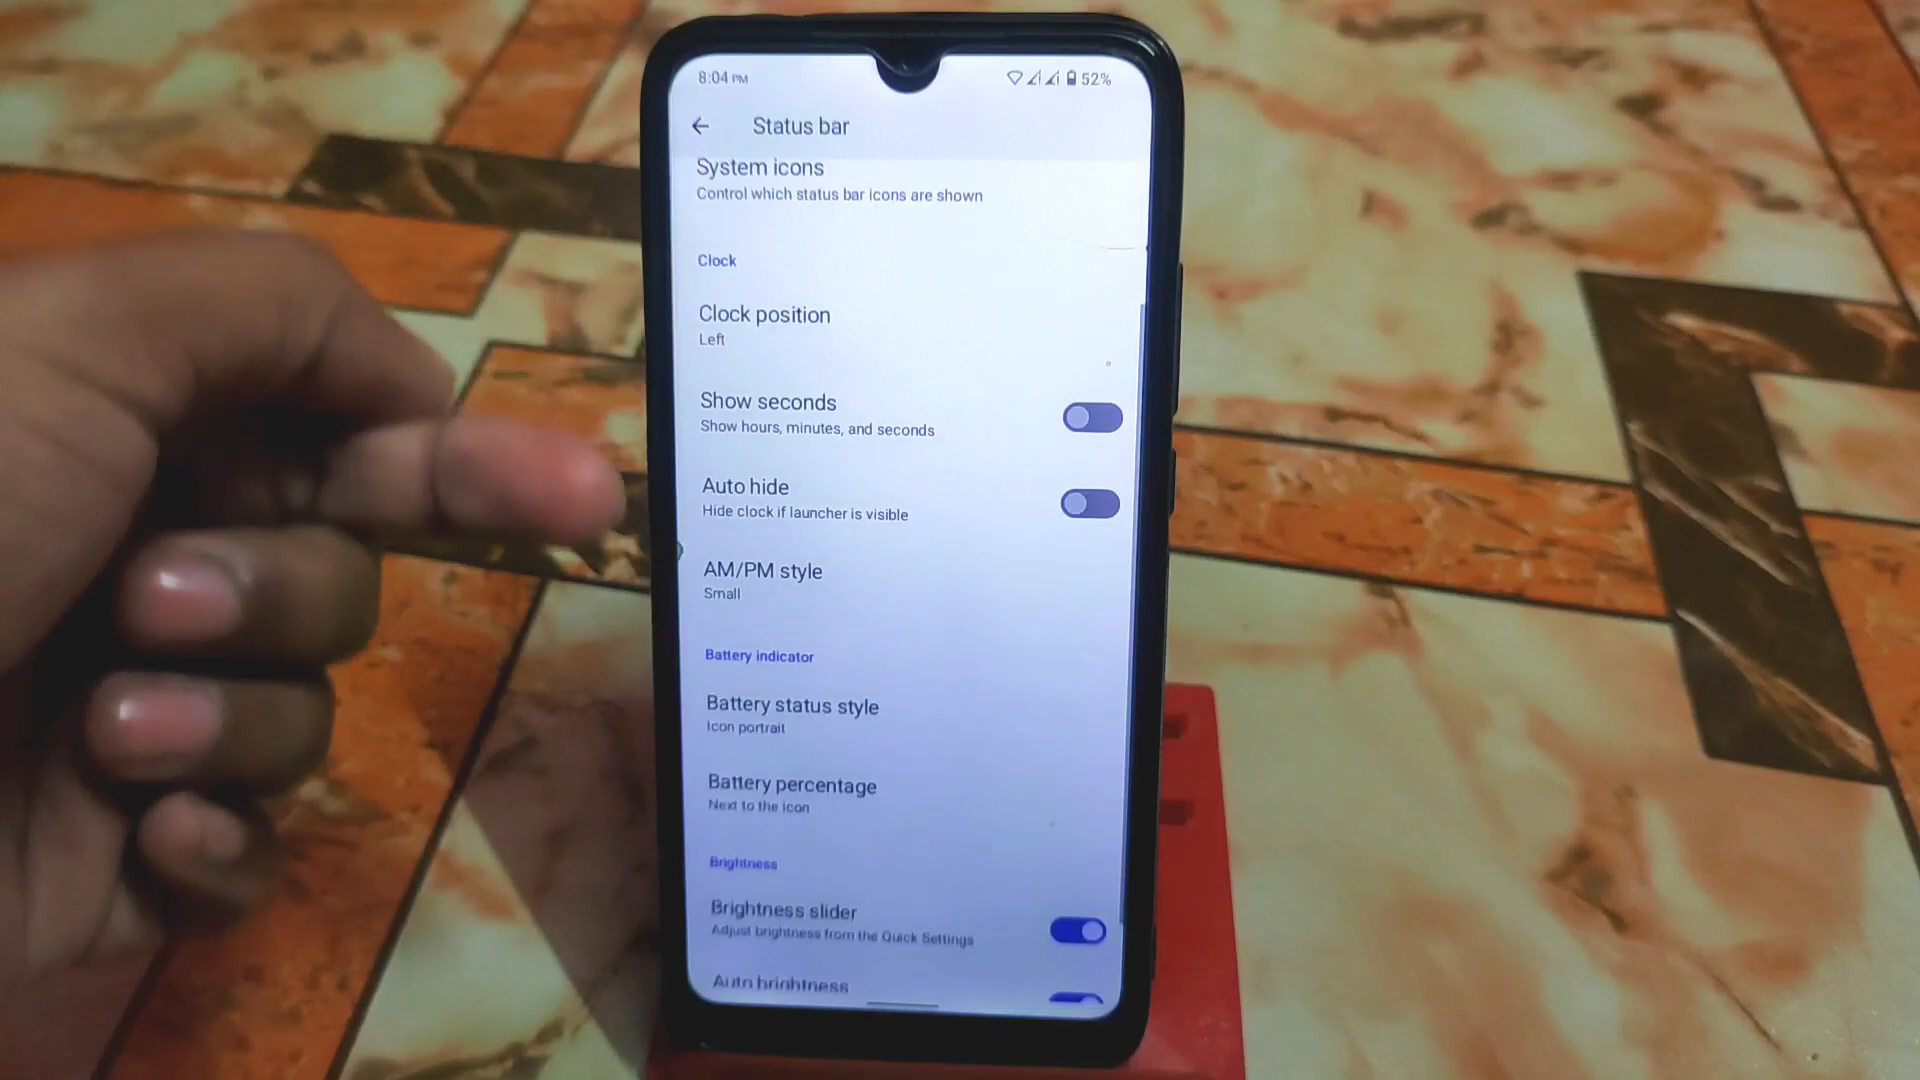 8:04 PM
52%
Status bar
System icons
Control which status bar icons are shown
Clock
Clock position
Left
Show seconds
Show hours, minutes, and seconds
Auto hide
Hide clock if launcher is visible
AM/PM style
Small
Battery indicator
Battery status style
Icon portrait
Battery percentage
Next to the icon
Brightness
Brightness slider
Adjust brightness from the Quick Settings
Auto brightness